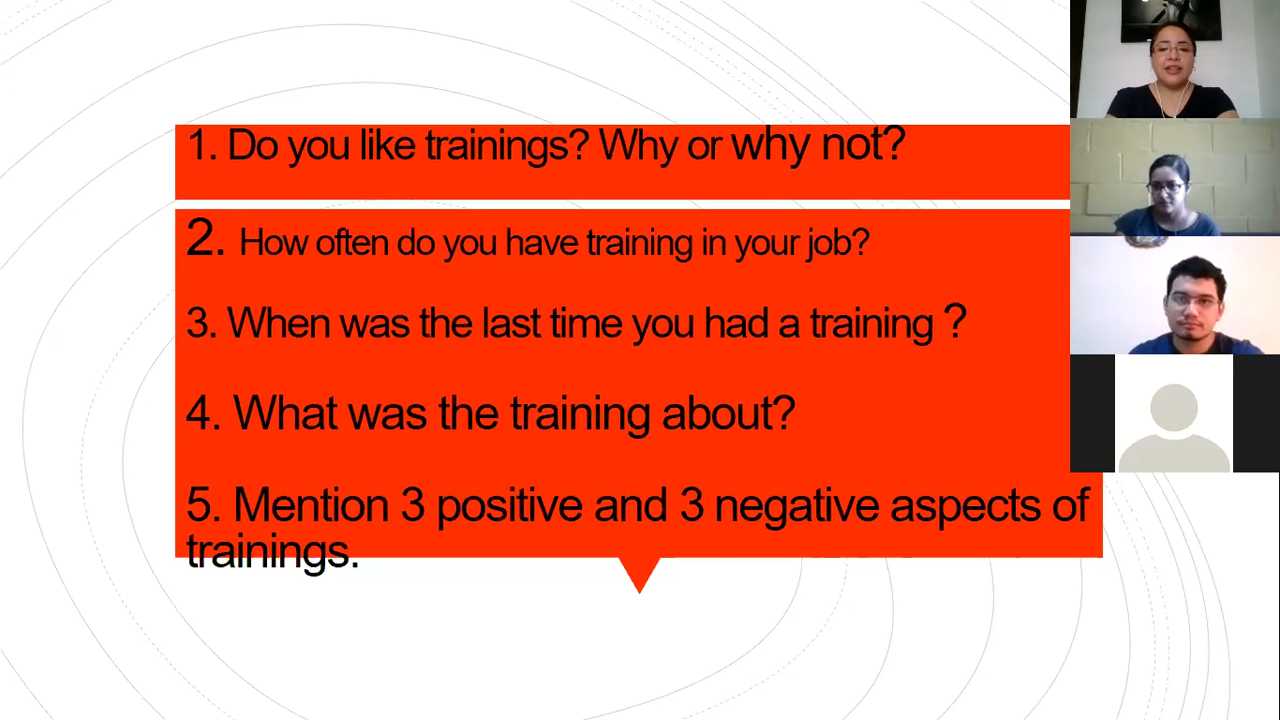 1. Do you like trainings? Why or why not?
2. How often do you have training in your job?
3. When was the last time you had a training ?
4. What was the training about?
5. Mention 3 positive and 3 negative aspects of
trainings.